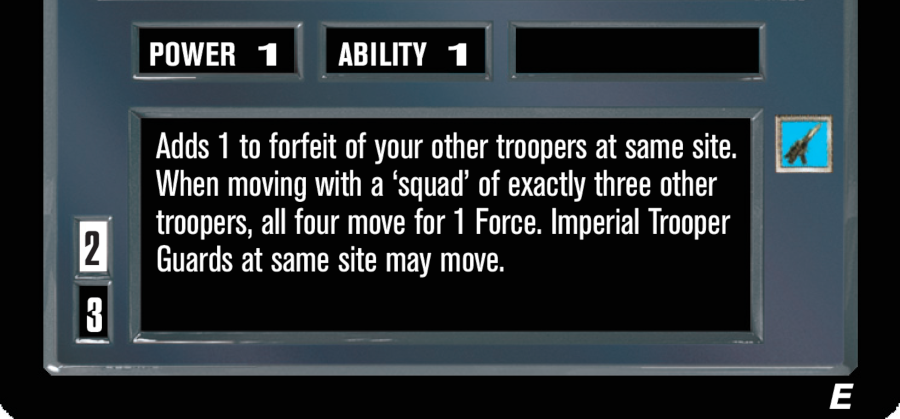 POWER 1 ABILITY 1
Adds 1 to forfeit of your other troopers at same site.
When moving with a ‘squad’ of exactly three other
troopers, all four move for 1 Force. Imperial Trooper
Guards at same site may move.
2
3
E